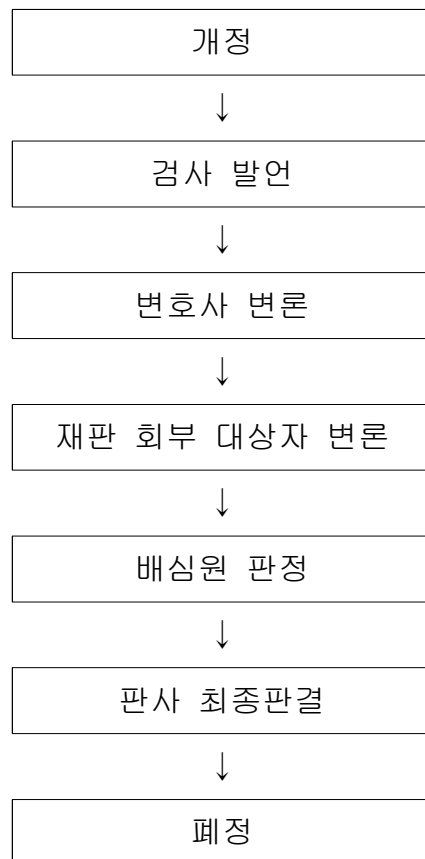 개정
↓
검사 발언
↓
변호사 변론
↓
재판 회부 대상자 변론
↓
배심원 판정
↓
판사 최종판결
↓
폐정